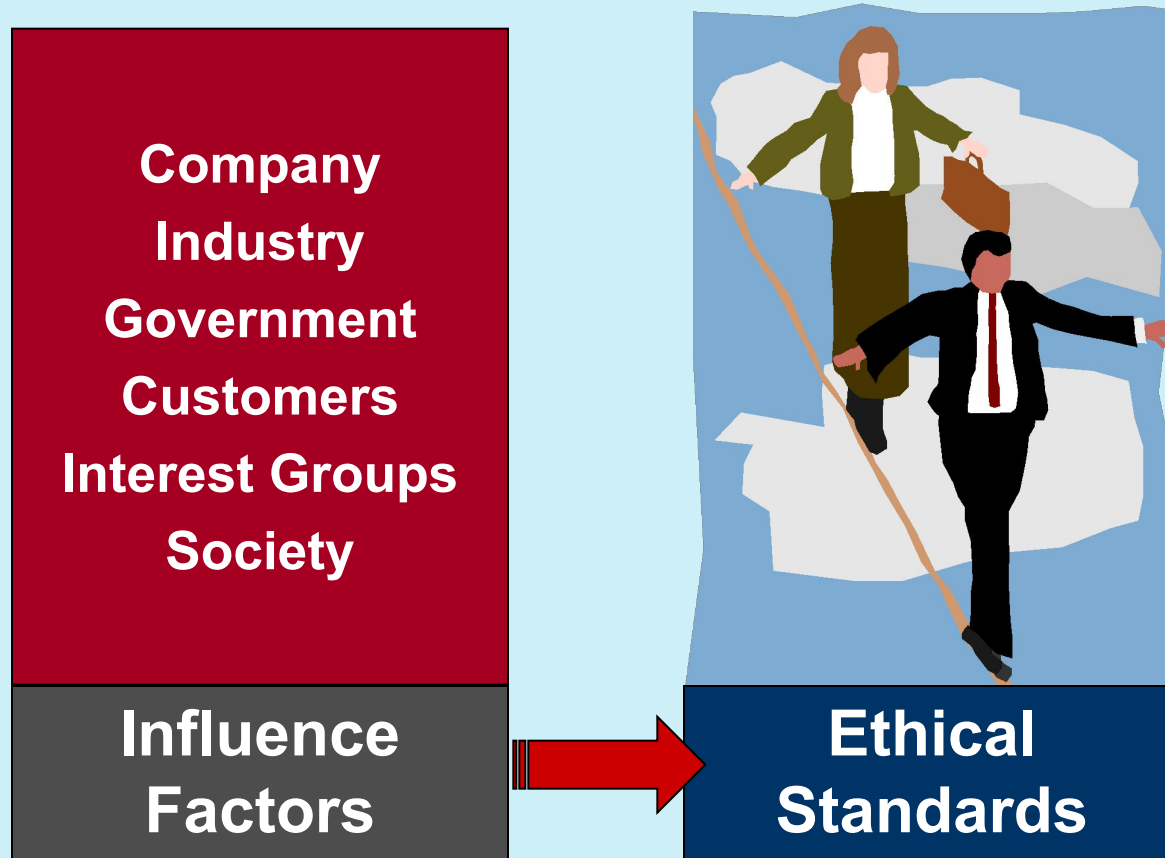 Company
Industry
Government
Customers
Interest Groups
Society
Influence
Factors
Ethical
Standards